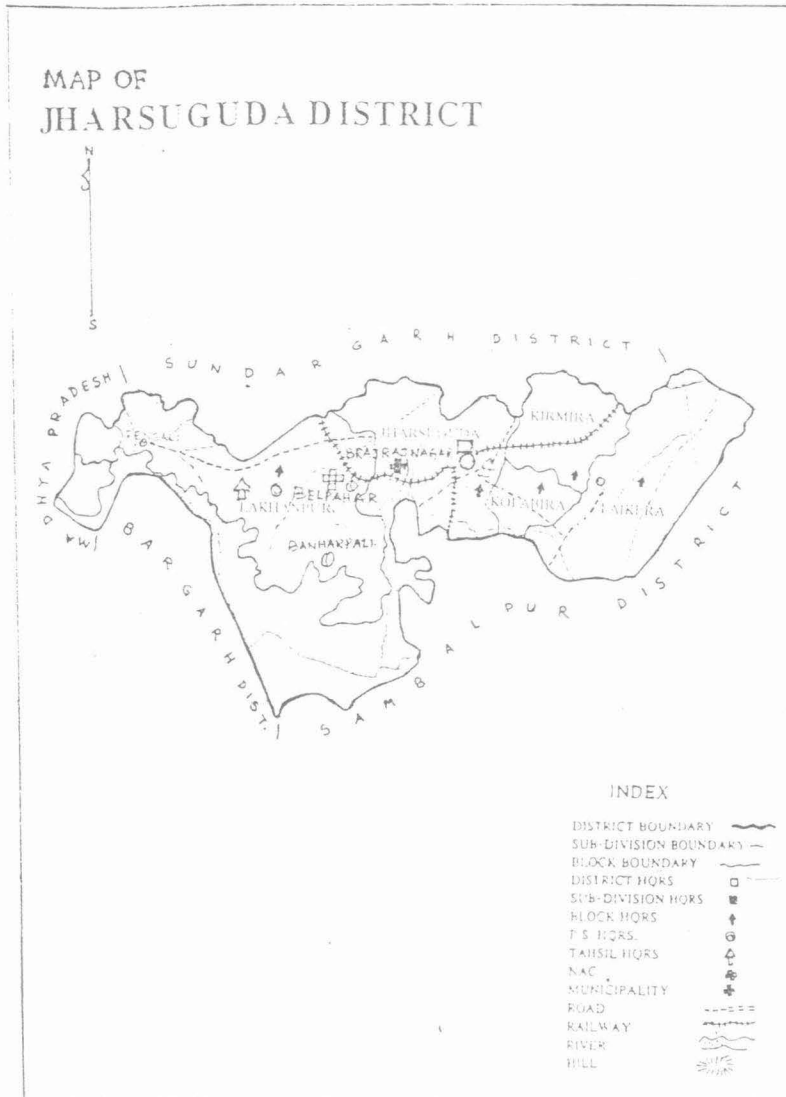 MAP OF
JHARSUGUDA DISTRICT
N
S
SUNDARGARH DISTRICT
DHYA PRADESH
MA
KIRMIRA
JHARSUGUDA
BRAJRAJNAGAR
BELPAHAR
LAKHANPUR
KOLABIRA
LAIKERA
BANHARPALI
BARGARH DIST.
SAMBALPUR DISTRICT
INDEX
DISTRICT BOUNDARY
SUB-DIVISION BOUNDARY
BLOCK BOUNDARY
DISTRICT HQRS
SUB-DIVISION HQRS
BLOCK HQRS
P.S. HQRS.
TAHSIL HQRS
NAC
MUNICIPALITY
ROAD
RAILWAY
RIVER
HILL